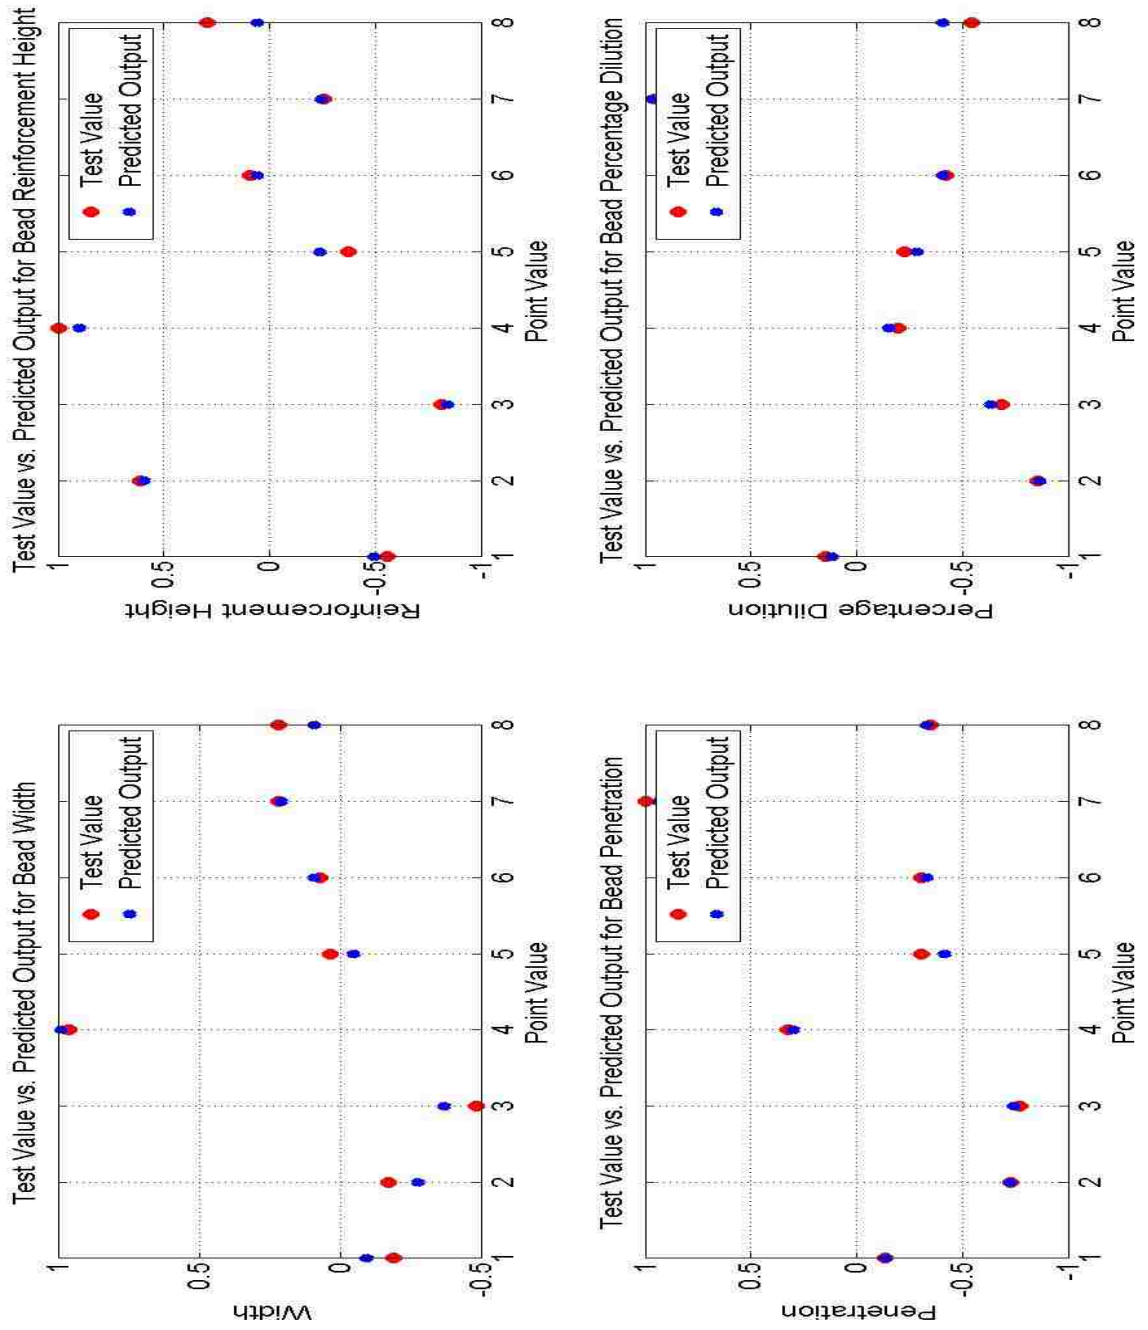 Test Value vs. Predicted Output for Bead Width
Width
1
0.5
0
-0.5
1 2 3 4 5 6 7 8
Point Value
Test Value
Predicted Output
Test Value vs. Predicted Output for Bead Reinforcement Height
Reinforcement Height
1
0.5
0
-0.5
-1
1 2 3 4 5 6 7 8
Point Value
Test Value
Predicted Output
Test Value vs. Predicted Output for Bead Penetration
Penetration
1
0.5
0
-0.5
-1
1 2 3 4 5 6 7 8
Point Value
Test Value
Predicted Output
Test Value vs. Predicted Output for Bead Percentage Dilution
Percentage Dilution
1
0.5
0
-0.5
-1
1 2 3 4 5 6 7 8
Point Value
Test Value
Predicted Output